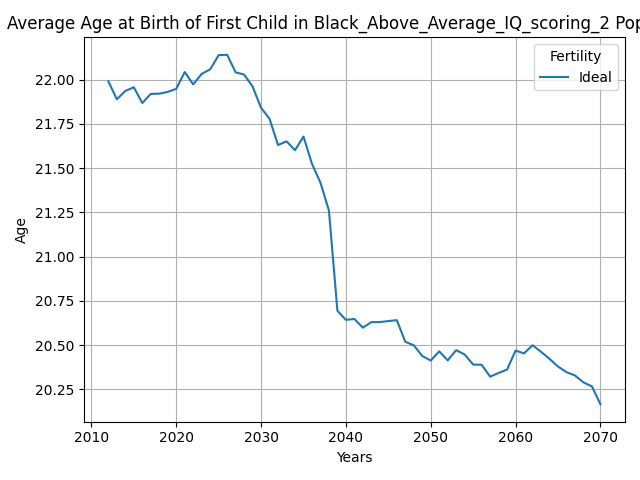 Average Age at Birth of First Child in Black_Above_Average_IQ_scoring_2 Pop
Fertility
Ideal
22.00
21.75
21.50
21.25
21.00
20.75
20.50
20.25
Age
2010 2020 2030 2040 2050 2060 2070
Years